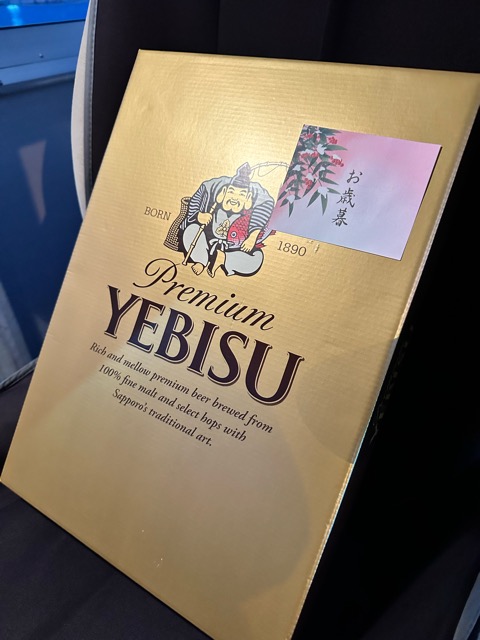 お歳暮
BORN
1890
Premium
YEBISU
Rich and mellow premium beer brewed from
100% fine malt and select hops with
Sapporo's traditional art.